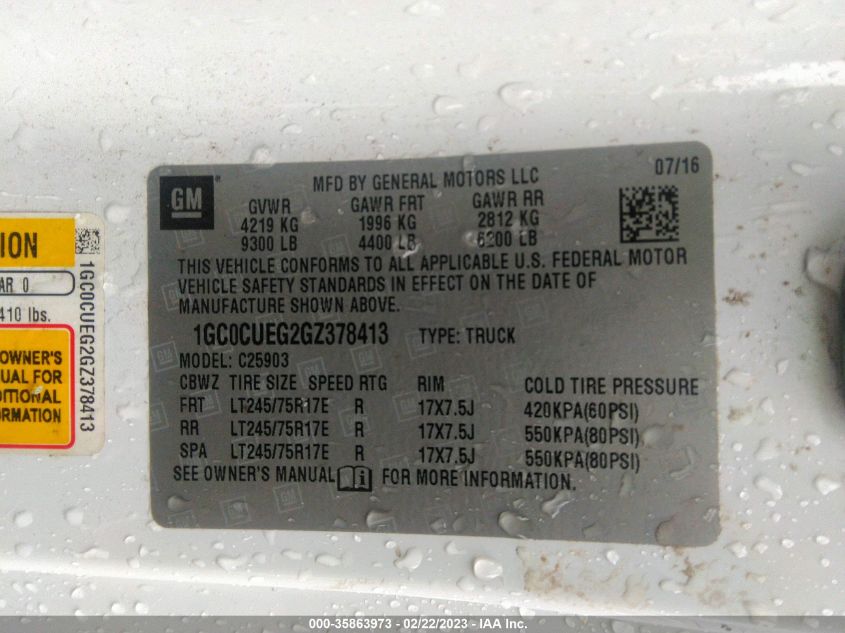 GM
®
MFD BY GENERAL MOTORS LLC
07/16
GVWR GAWR FRT GAWR RR
4219 KG 1996 KG 2812 KG
9300 LB 4400 LB 6200 LB
THIS VEHICLE CONFORMS TO ALL APPLICABLE U.S. FEDERAL MOTOR
VEHICLE SAFETY STANDARDS IN EFFECT ON THE DATE OF
MANUFACTURE SHOWN ABOVE.
1GC0CUEG2GZ378413 TYPE: TRUCK
MODEL: C25903
CBWZ TIRE SIZE SPEED RTG RIM COLD TIRE PRESSURE
FRT LT245/75R17E R 17X7.5J 420KPA(60PSI)
RR LT245/75R17E R 17X7.5J 550KPA(80PSI)
SPA LT245/75R17E R 17X7.5J 550KPA(80PSI)
SEE OWNER'S MANUAL FOR MORE INFORMATION.
ION
AR 0
410 lbs.
OWNER'S
UAL FOR
DITIONAL
RMATION
1GC0CUEG2GZ378413
100000-35863973 - 02/22/2023 - IAA Inc.